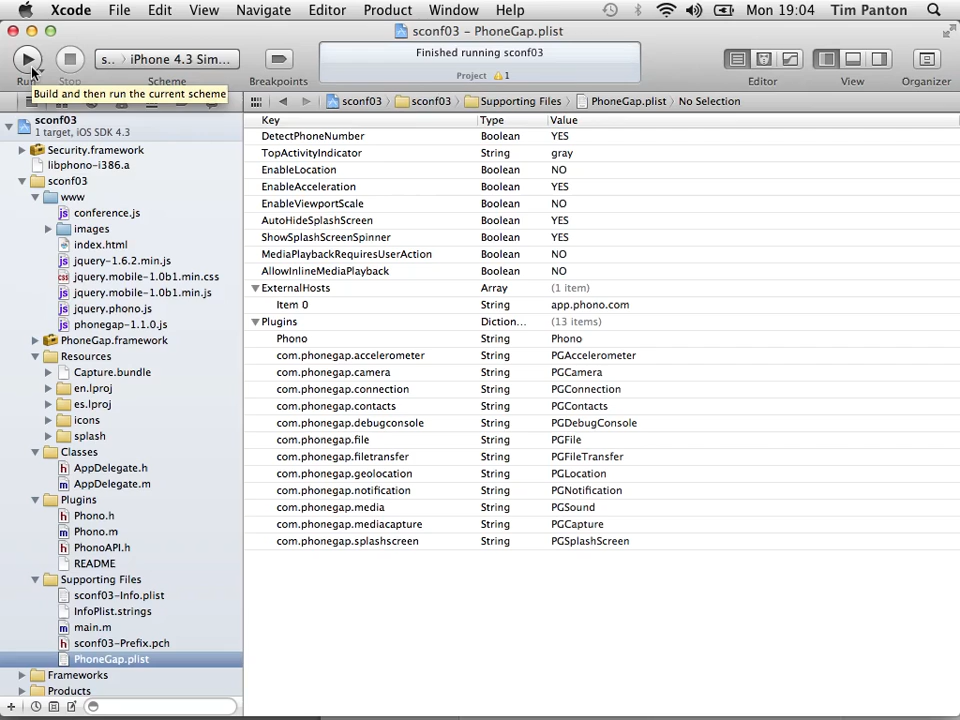 Xcode File Edit View Navigate Editor Product Window Help Mon 19:04 Tim Panton
sconf03 – PhoneGap.plist
s.. iPhone 4.3 Sim...
Finished running sconf03
Project 1
Run Stop Scheme Breakpoints Editor View Organizer
Build and then run the current scheme
sconf03 sconf03 Supporting Files PhoneGap.plist No Selection
sconf03
1 target, iOS SDK 4.3
Security.framework
libphono-i386.a
sconf03
www
conference.js
images
index.html
jquery-1.6.2.min.js
jquery.mobile-1.0b1.min.css
jquery.mobile-1.0b1.min.js
jquery.phono.js
phonegap-1.1.0.js
PhoneGap.framework
Resources
Capture.bundle
en.lproj
es.lproj
icons
splash
Classes
AppDelegate.h
AppDelegate.m
Plugins
Phono.h
Phono.m
PhonoAPI.h
README
Supporting Files
sconf03-Info.plist
InfoPlist.strings
main.m
sconf03-Prefix.pch
PhoneGap.plist
Frameworks
Products
Key Type Value
DetectPhoneNumber Boolean YES
TopActivityIndicator String gray
EnableLocation Boolean NO
EnableAcceleration Boolean YES
EnableViewportScale Boolean NO
AutoHideSplashScreen Boolean YES
ShowSplashScreenSpinner Boolean YES
MediaPlaybackRequiresUserAction Boolean NO
AllowInlineMediaPlayback Boolean NO
ExternalHosts Array (1 item)
Item 0 String app.phono.com
Plugins Diction... (13 items)
Phono String Phono
com.phonegap.accelerometer String PGAccelerometer
com.phonegap.camera String PGCamera
com.phonegap.connection String PGConnection
com.phonegap.contacts String PGContacts
com.phonegap.debugconsole String PGDebugConsole
com.phonegap.file String PGFile
com.phonegap.filetransfer String PGFileTransfer
com.phonegap.geolocation String PGLocation
com.phonegap.notification String PGNotification
com.phonegap.media String PGSound
com.phonegap.mediacapture String PGCapture
com.phonegap.splashscreen String PGSplashScreen